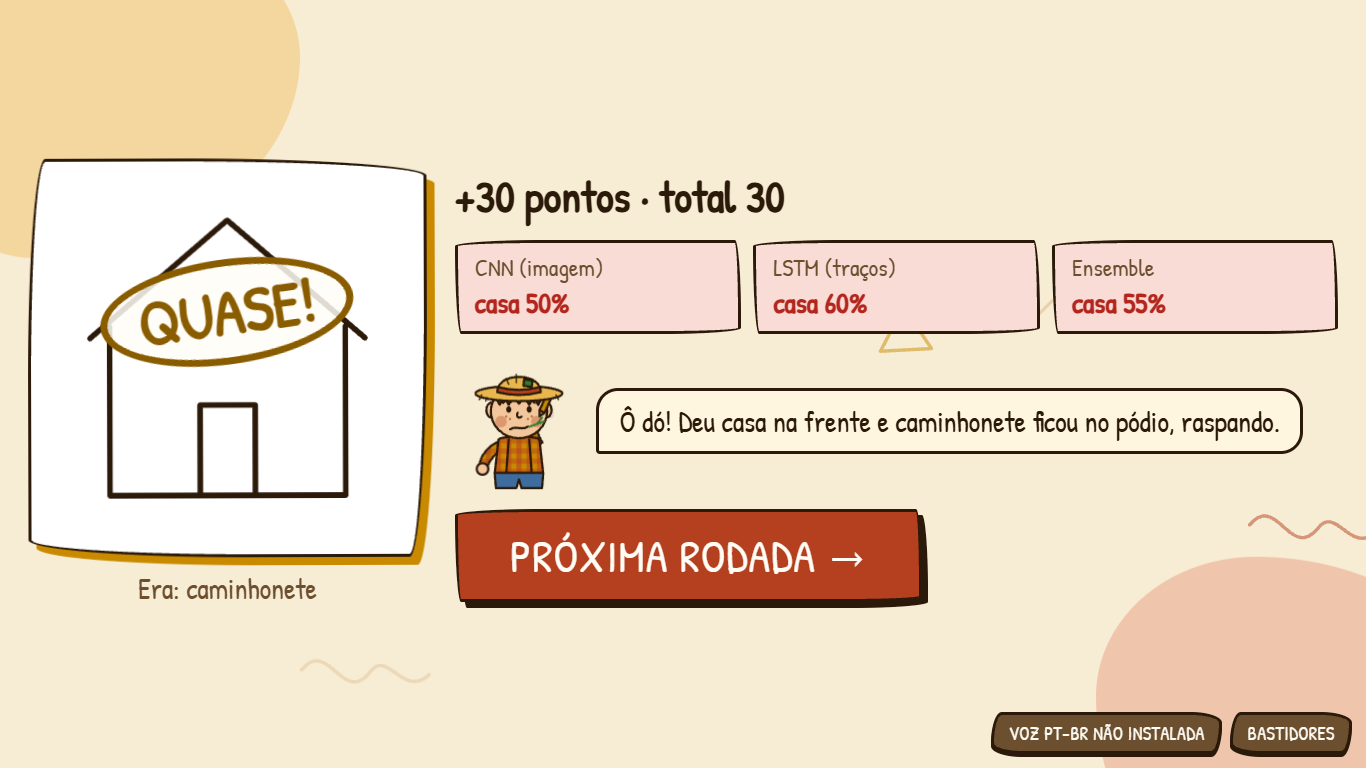 QUASE!
Era: caminhonete
+30 pontos · total 30
CNN (imagem)
casa 50%
LSTM (traços)
casa 60%
Ensemble
casa 55%
Ô dó! Deu casa na frente e caminhonete ficou no pódio, raspando.
PRÓXIMA RODADA →
VOZ PT-BR NÃO INSTALADA
BASTIDORES